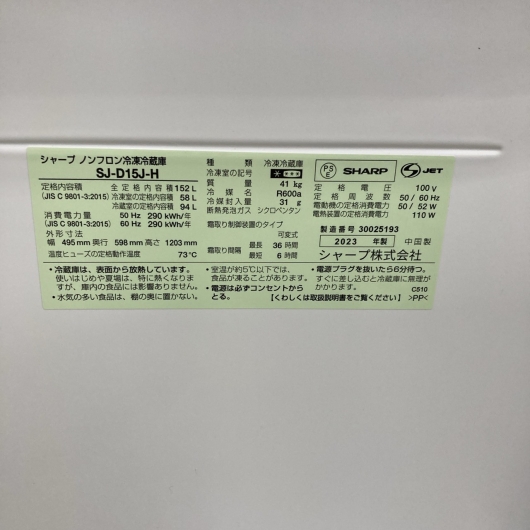 シャープ ノンフロン冷凍冷蔵庫
SJ-D15J-H
定格内容積 全定格内容積 152 L
(JIS C 9801-3:2015) 冷凍室の定格内容積 58 L
冷蔵室の定格内容積 94 L
消費電力量 50 Hz 290 kWh/年
(JIS C 9801-3:2015) 60 Hz 290 kWh/年
外形寸法
幅 495 mm 奥行 598 mm 高さ 1203 mm
温度ヒューズの定格動作温度 73℃
種類 冷凍冷蔵庫
冷凍室の記号
質量 41 kg
冷媒名 R600a
冷媒封入量 31 g
断熱発泡ガス シクロペンタン
霜取り制御装置のタイプ
可変式
霜取り間隔 最長 36 時間
最短 6 時間
PSE SHARP S JET
定格電圧 100 V
定格周波数 50 / 60 Hz
電動機の定格消費電力 50 / 52 W
電熱装置の定格消費電力 110 W
製造番号 30025193
2023 年製 中国製
シャープ株式会社
•冷蔵庫は、表面から放熱しています。
使いはじめや夏場は、特に熱くなりま
すが、庫内の食品には影響ありません。
•水気の多い食品は、棚の奥に置かない。
•室温が約5℃以下では、
食品が凍ることがあります。
•電源は必ずコンセントから
とる。
•電源プラグを抜いたら6分待つ。
すぐに差し込むと冷蔵庫に無理が
かかります。 C510
【くわしくは取扱説明書をご覧ください】 >PP<